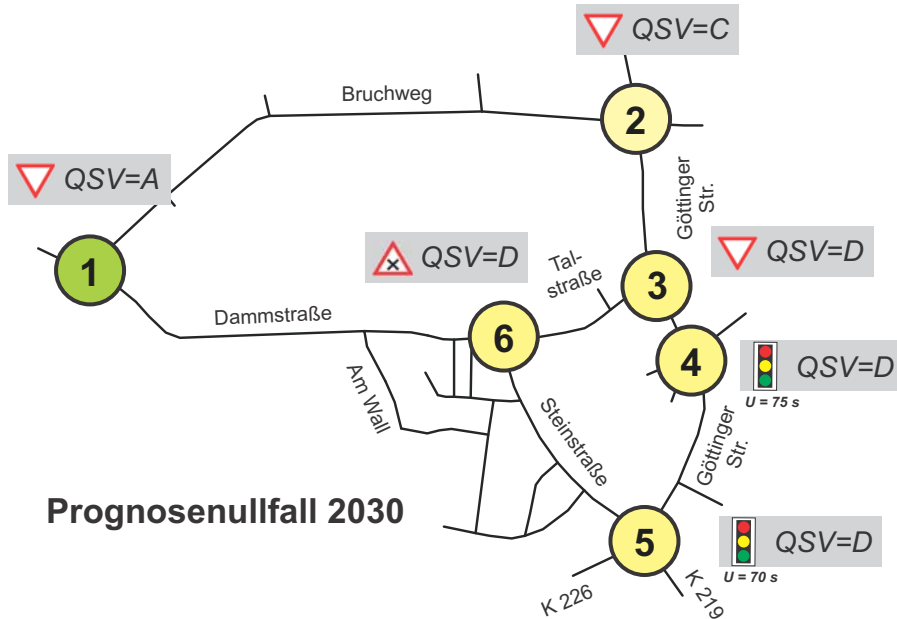 QSV=C
Bruchweg
2
QSV=A
Göttinger
Str.
QSV=D
Tal-
straße
3
QSV=D
1
Dammstraße
6
4
QSV=D
U = 75 s
Am Wall
Steinstraße
Göttinger
Str.
Prognosenullfall 2030
5
QSV=D
U = 70 s
K 226
K 219